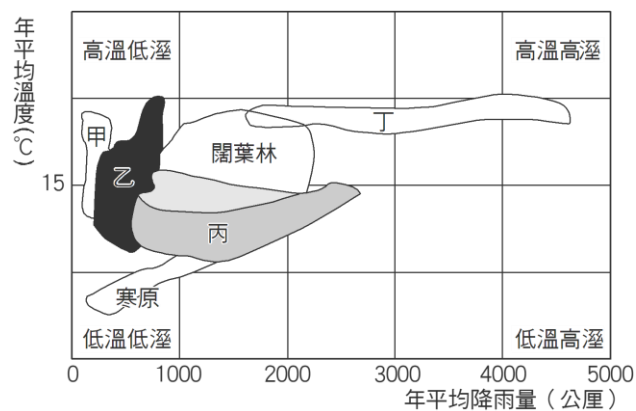 年平均溫度(℃)
高溫低溼
高溫高溼
甲
丁
闊葉林
乙
15
丙
寒原
低溫低溼
低溫高溼
0
1000
2000
3000
4000
5000
年平均降雨量（公厘）